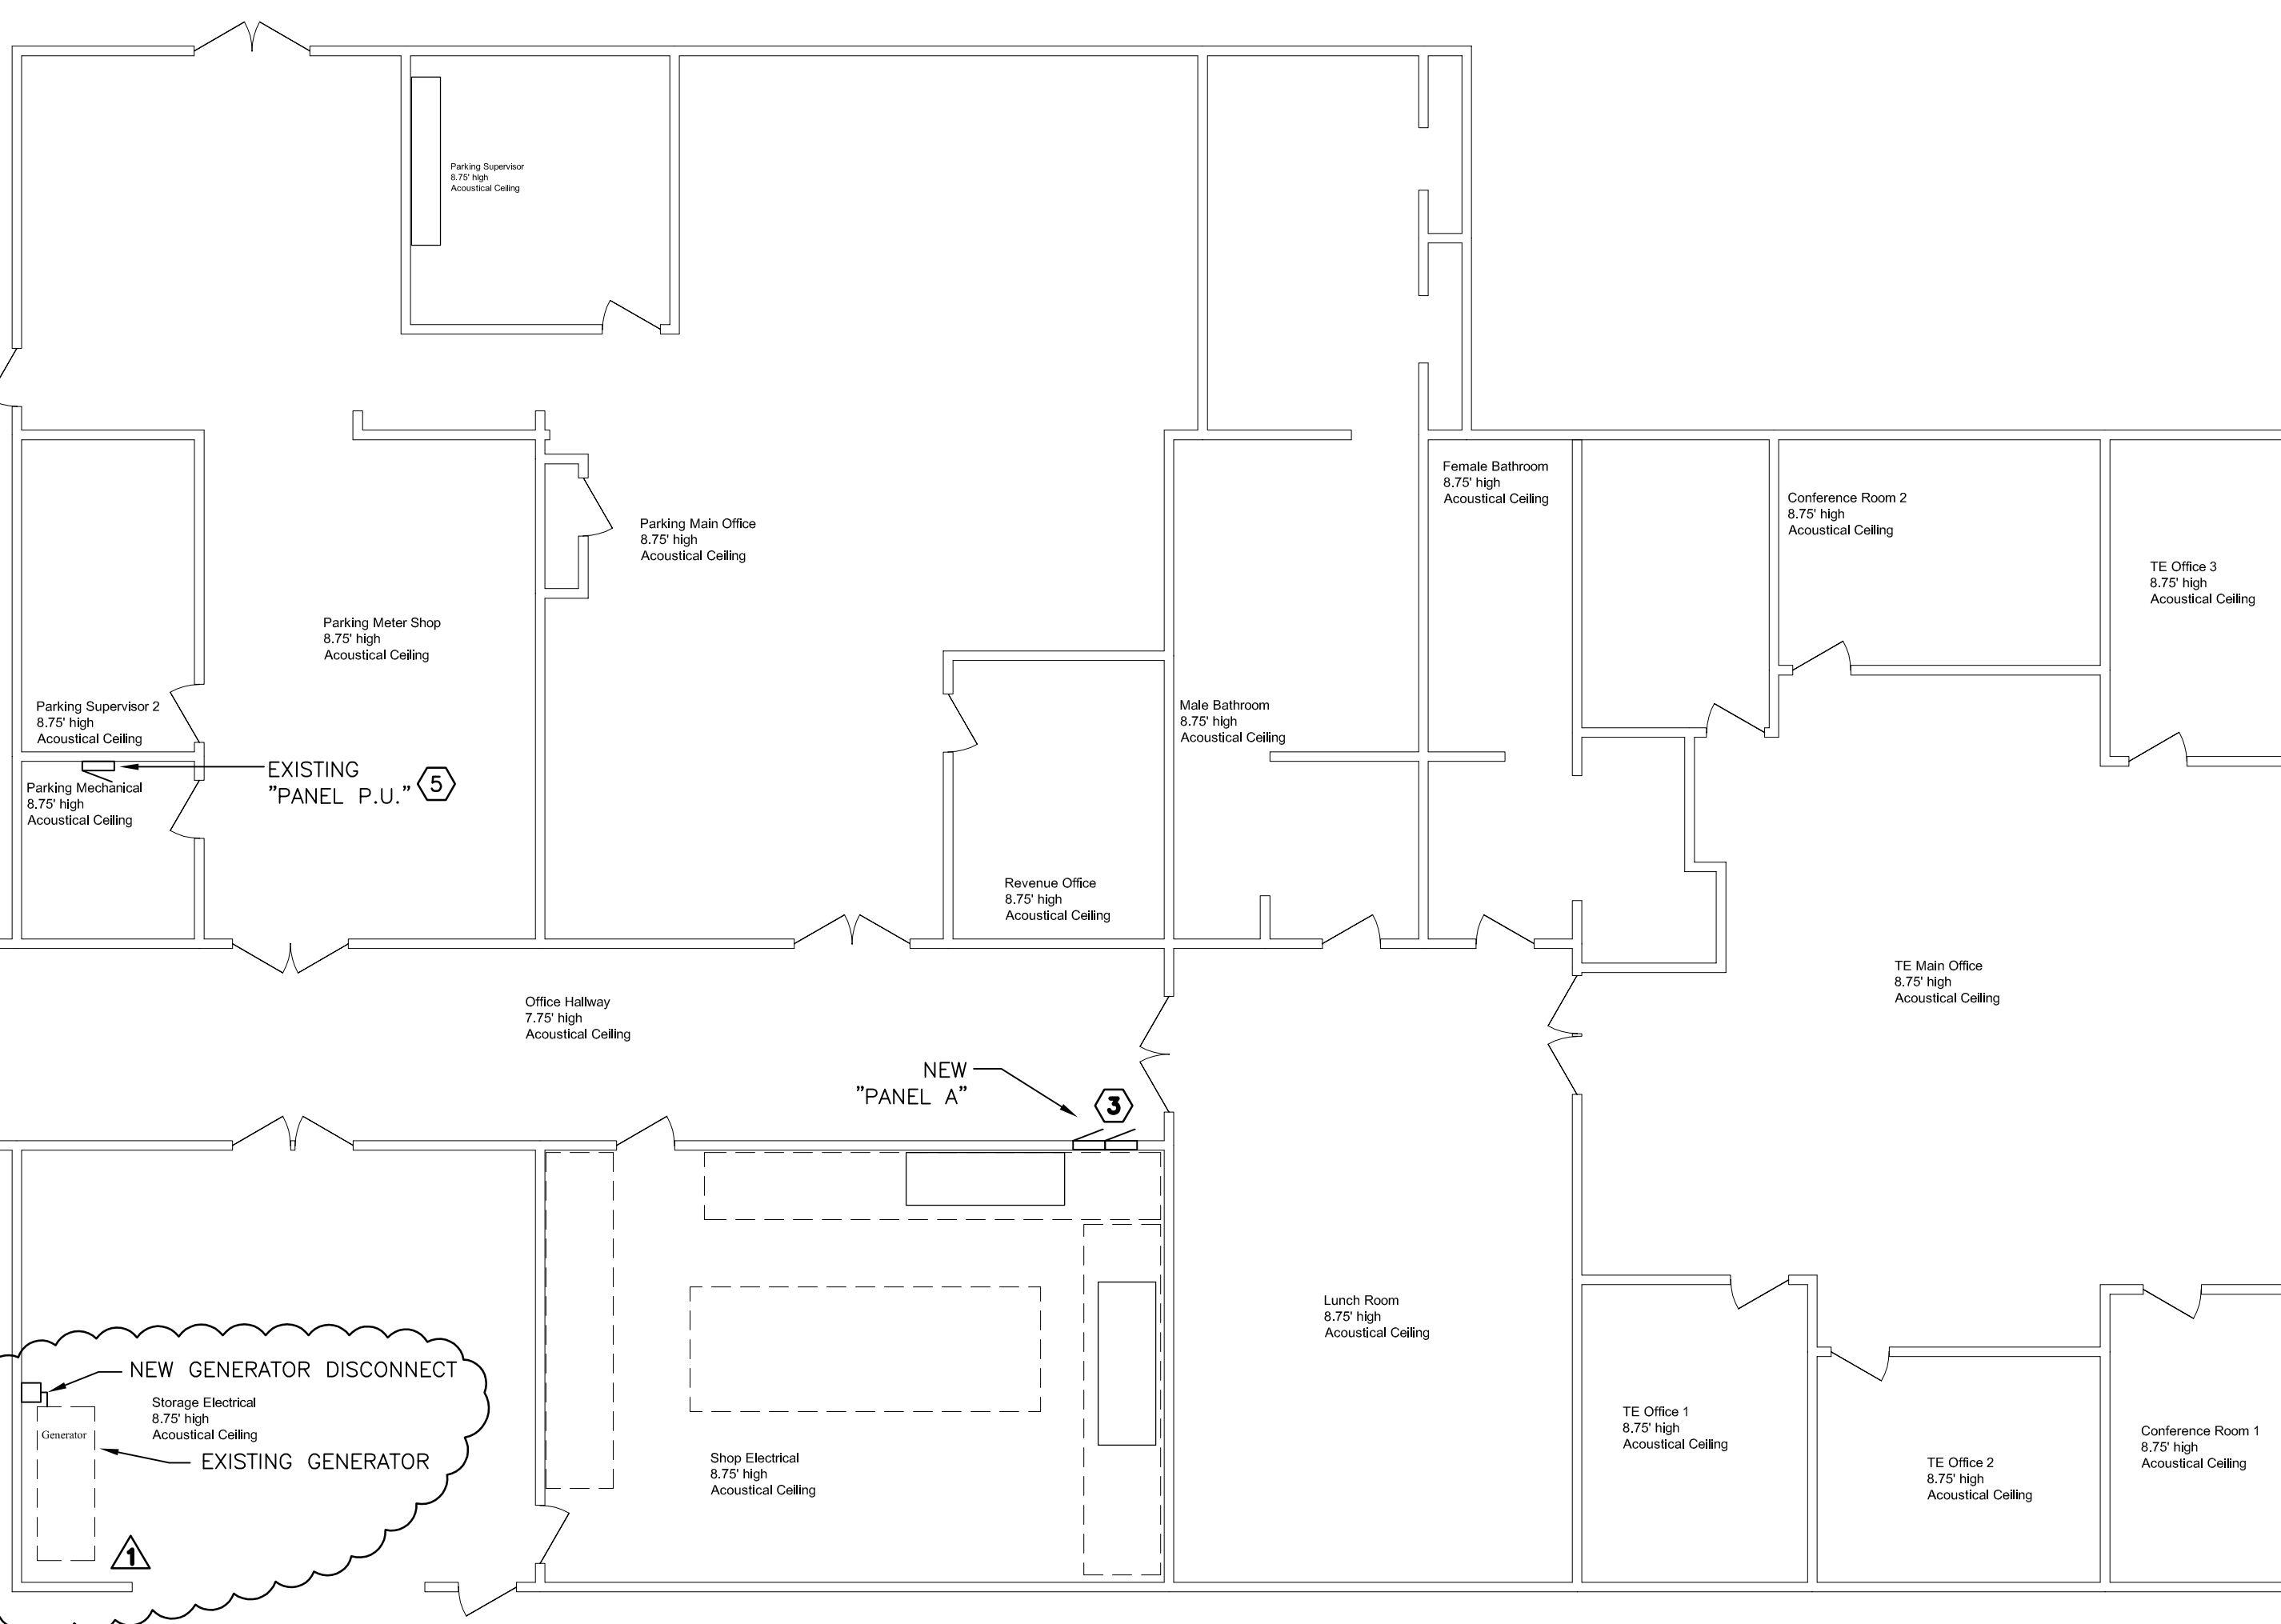 Parking Supervisor
8.75' high
Acoustical Ceiling
Female Bathroom
8.75' high
Acoustical Ceiling
Conference Room 2
8.75' high
Acoustical Ceiling
Parking Main Office
8.75' high
Acoustical Ceiling
TE Office 3
8.75' high
Acoustical Ceiling
Parking Meter Shop
8.75' high
Acoustical Ceiling
Parking Supervisor 2
8.75' high
Acoustical Ceiling
Male Bathroom
8.75' high
Acoustical Ceiling
EXISTING
"PANEL P.U."
5
Parking Mechanical
8.75' high
Acoustical Ceiling
Revenue Office
8.75' high
Acoustical Ceiling
TE Main Office
8.75' high
Acoustical Ceiling
Office Hallway
7.75' high
Acoustical Ceiling
NEW
"PANEL A"
3
Lunch Room
8.75' high
Acoustical Ceiling
NEW GENERATOR DISCONNECT
Storage Electrical
8.75' high
Acoustical Ceiling
Generator
EXISTING GENERATOR
1
Shop Electrical
8.75' high
Acoustical Ceiling
TE Office 1
8.75' high
Acoustical Ceiling
TE Office 2
8.75' high
Acoustical Ceiling
Conference Room 1
8.75' high
Acoustical Ceiling